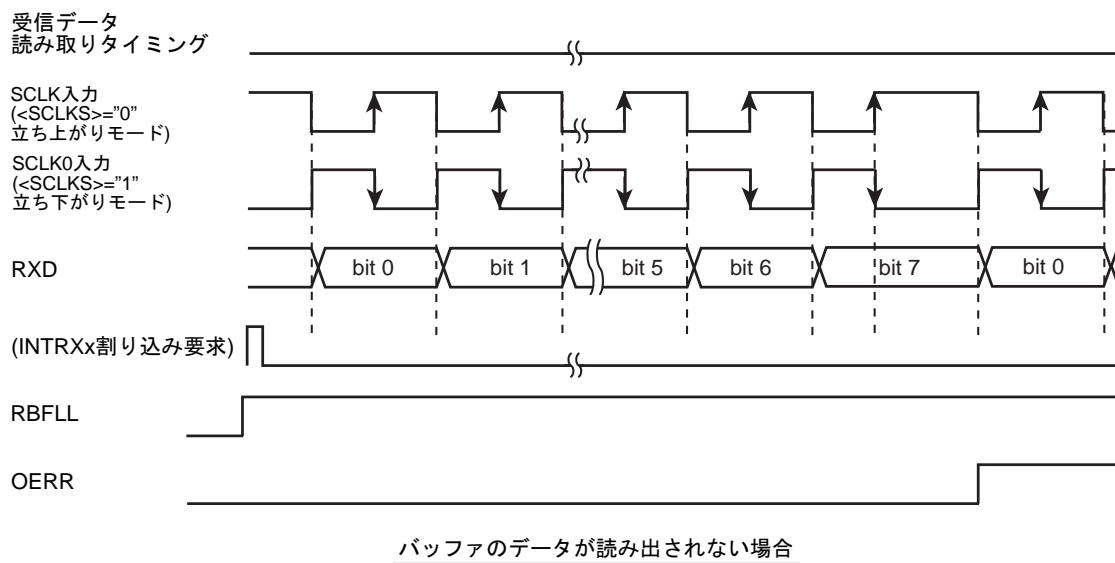 受信データ
読み取りタイミング
SCLK入力
(<SCLKS>="0"
立ち上がりモード)
SCLK0入力
(<SCLKS>="1"
立ち下がりモード)
RXD
bit 0
bit 1
bit 5
bit 6
bit 7
bit 0
(INTRXx割り込み要求)
RBFLL
OERR
バッファのデータが読み出されない場合